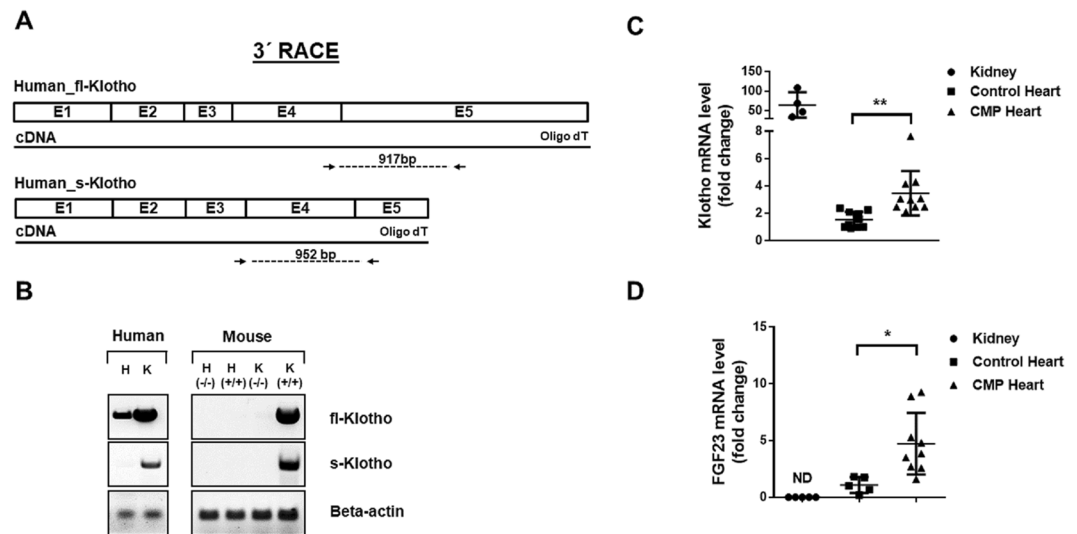 A
3´ RACE
Human_fl-Klotho
E1 E2 E3 E4 E5
cDNA Oligo dT
917bp
Human_s-Klotho
E1 E2 E3 E4 E5
cDNA Oligo dT
952 bp
B
Human Mouse
H K H K H K
(-/-) (+/+) (-/-) (+/+)
fl-Klotho
s-Klotho
Beta-actin
C
Klotho mRNA level
(fold change)
150
100
50
8
6
4
2
0
**
Kidney
Control Heart
CMP Heart
D
FGF23 mRNA level
(fold change)
15
10
5
0
ND
*
Kidney
Control Heart
CMP Heart